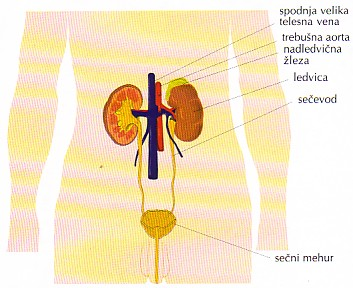 spodnja velika
telesna vena
trebušna aorta
nadledvična
žleza
ledvica
sečevod
sečni mehur